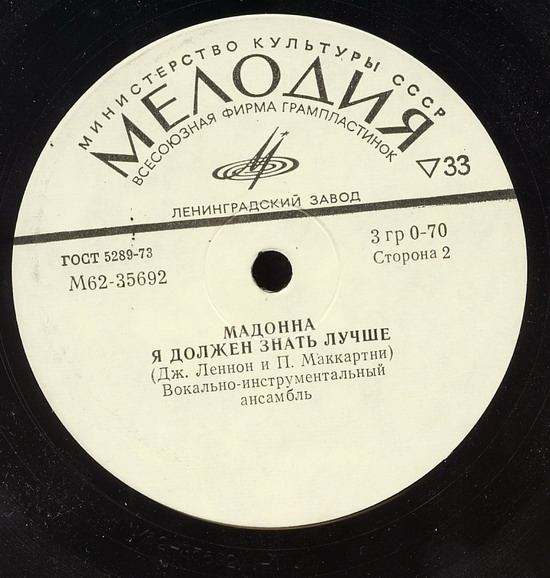 МИНИСТЕРСТВО КУЛЬТУРЫ СССР
МЕЛОДИЯ
ВСЕСОЮЗНАЯ ФИРМА ГРАМПЛАСТИНОК
33
ЛЕНИНГРАДСКИЙ ЗАВОД
ГОСТ 5289-73
3 гр 0-70
М62-35692
Сторона 2
МАДОННА
Я ДОЛЖЕН ЗНАТЬ ЛУЧШЕ
(Дж. Леннон и П. Маккартни)
Вокально-инструментальный
ансамбль